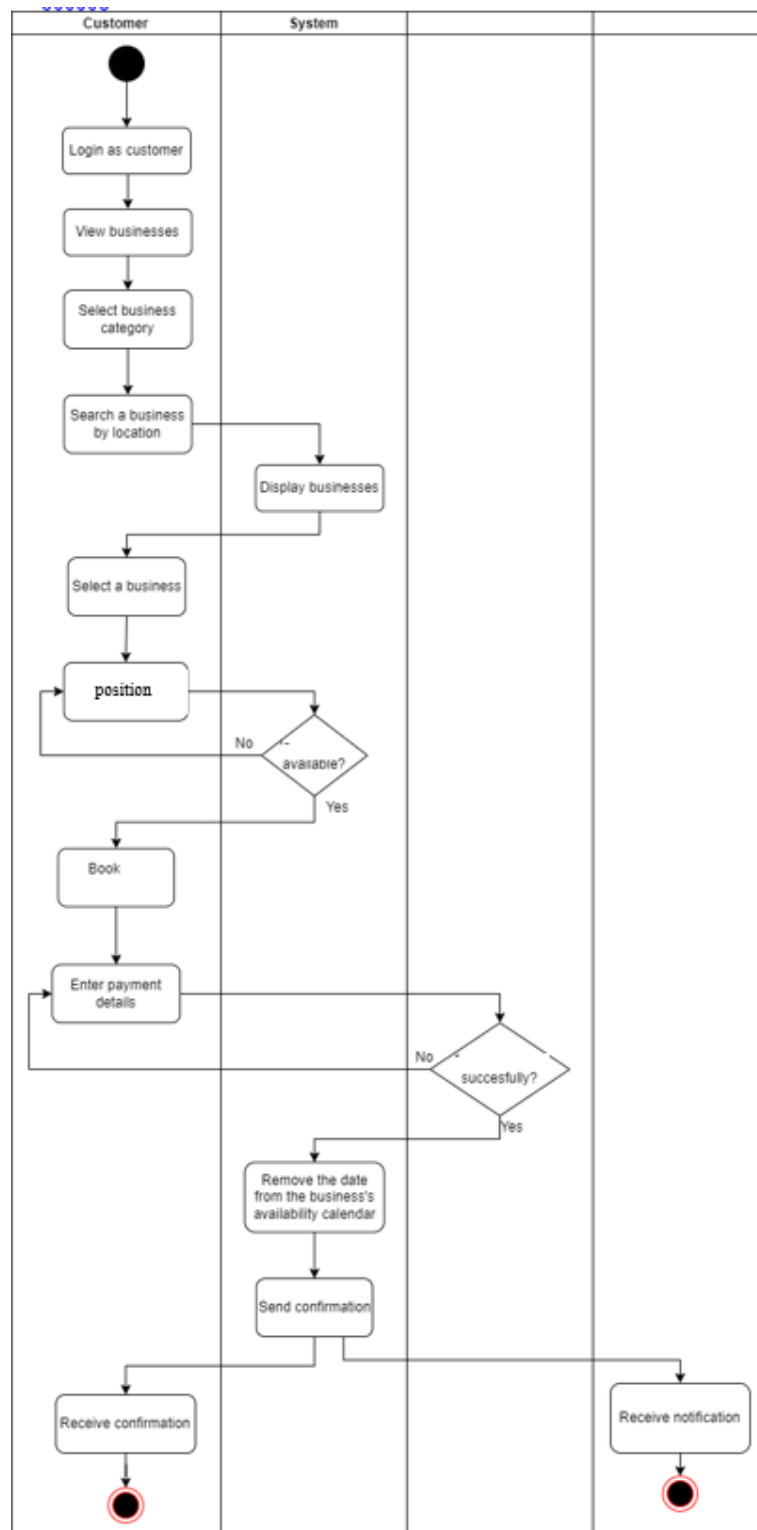 Customer
System
Login as customer
View businesses
Select business
category
Search a business
by location
Display businesses
Select a business
position
No
available?
Yes
Book
Enter payment
details
No
succesfully?
Yes
Remove the date
from the business's
availability calendar
Send confirmation
Receive confirmation
Receive notification